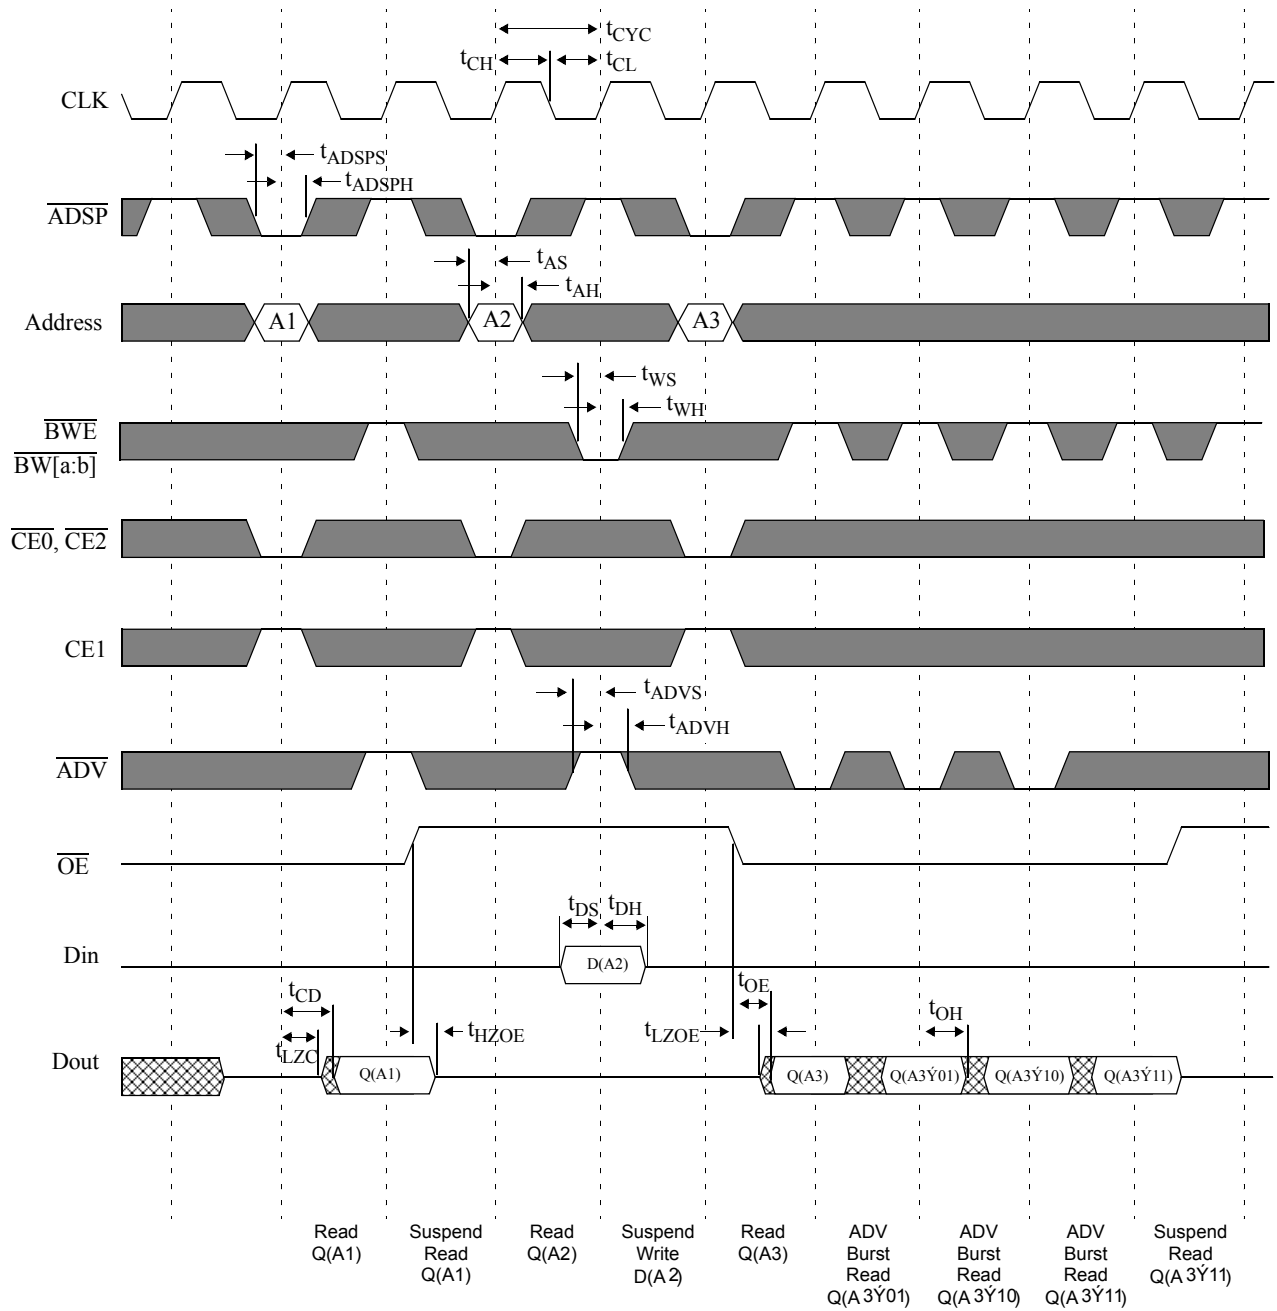 tCYC
tCH
tCL
CLK
tADSPS
tADSPH
ADSP
tAS
tAH
Address
A1
A2
A3
tWS
tWH
BWE
BW[a:b]
CE0, CE2
CE1
tADVS
tADVH
ADV
OE
tDS
tDH
Din
D(A2)
tCD
tOE
tOH
tLZC
tHZOE
tLZOE
Dout
Q(A1)
Q(A3)
Q(A3Ý01)
Q(A3Ý10)
Q(A3Ý11)
Read
Q(A1)
Suspend
Read
Q(A1)
Read
Q(A2)
Suspend
Write
D(A2)
Read
Q(A3)
ADV
Burst
Read
Q(A3Ý01)
ADV
Burst
Read
Q(A3Ý10)
ADV
Burst
Read
Q(A3Ý11)
Suspend
Read
Q(A3Ý11)